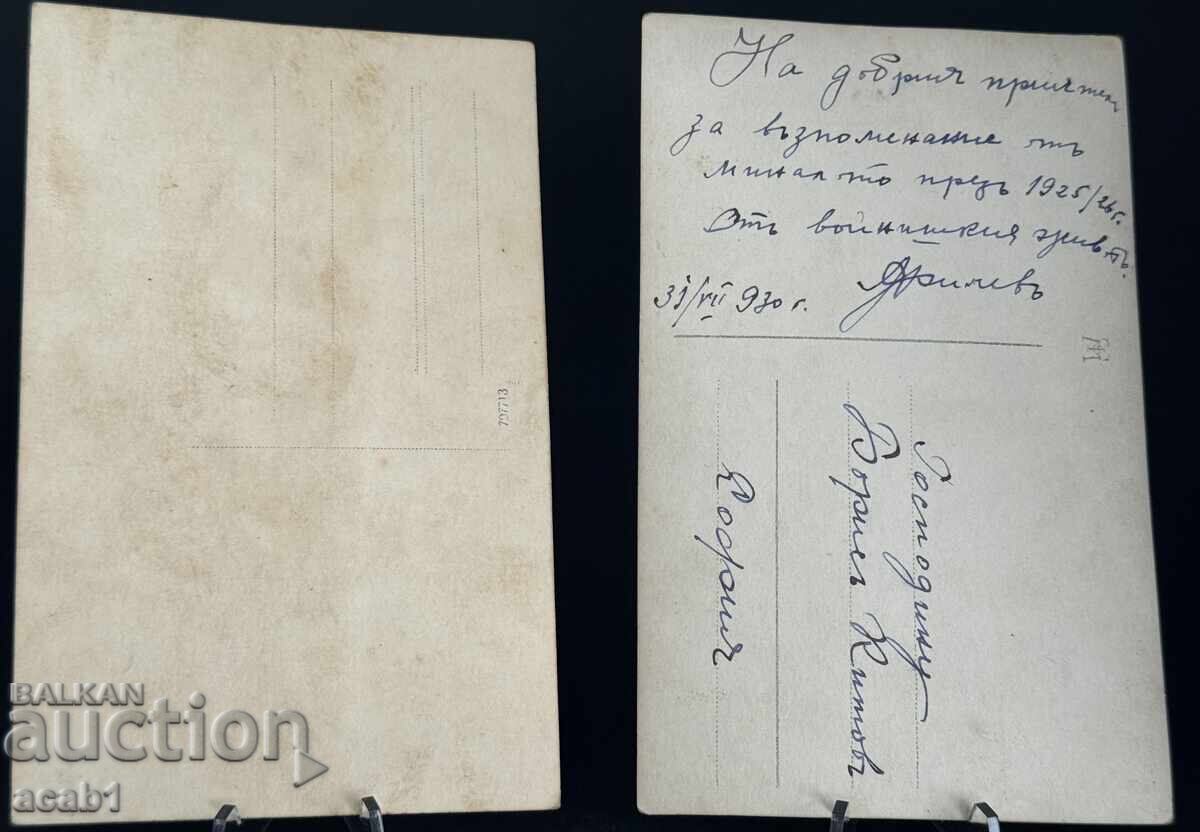 На добрия приятел
за възпоменание отъ
миналото презъ 1925/26 г.
Отъ войнишкия животъ.
31/VII 930 г.
Господину
Борисъ Китовъ
София
BALKAN
auction
acab1